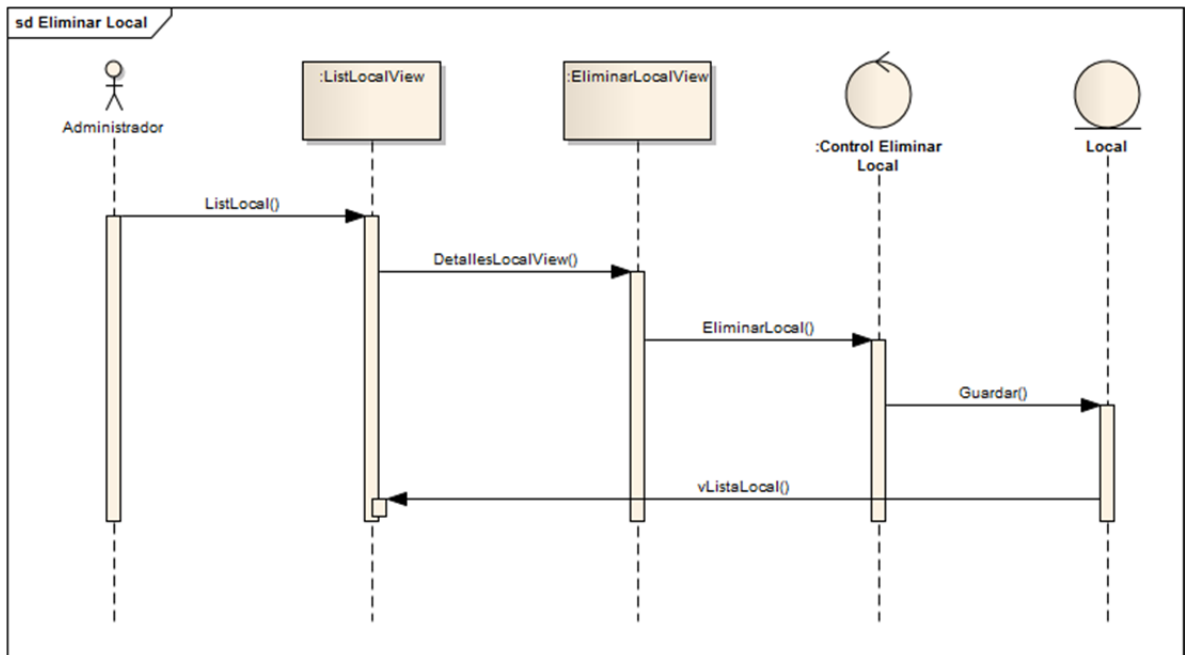 sd Eliminar Local
:ListLocalView
:EliminarLocalView
Administrador
:Control Eliminar
Local
Local
ListLocal()
DetallesLocalView()
EliminarLocal()
Guardar()
vListaLocal()